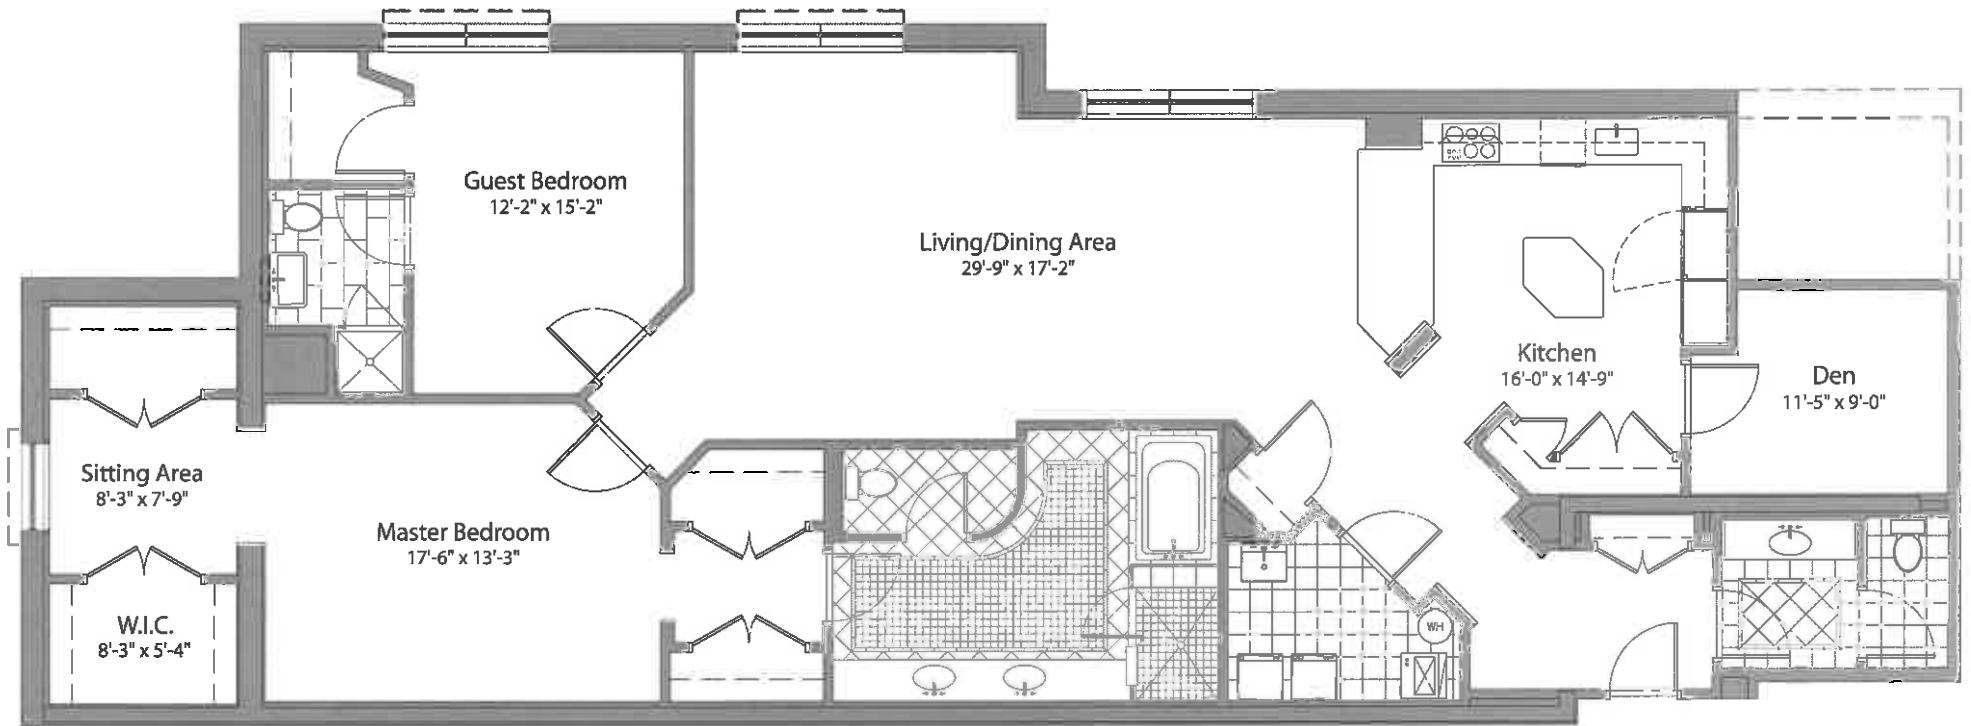 Guest Bedroom
12'-2" x 15'-2"
Living/Dining Area
29'-9" x 17'-2"
Kitchen
16'-0" x 14'-9"
Den
11'-5" x 9'-0"
Sitting Area
8'-3" x 7'-9"
Master Bedroom
17'-6" x 13'-3"
W.I.C.
8'-3" x 5'-4"
WH